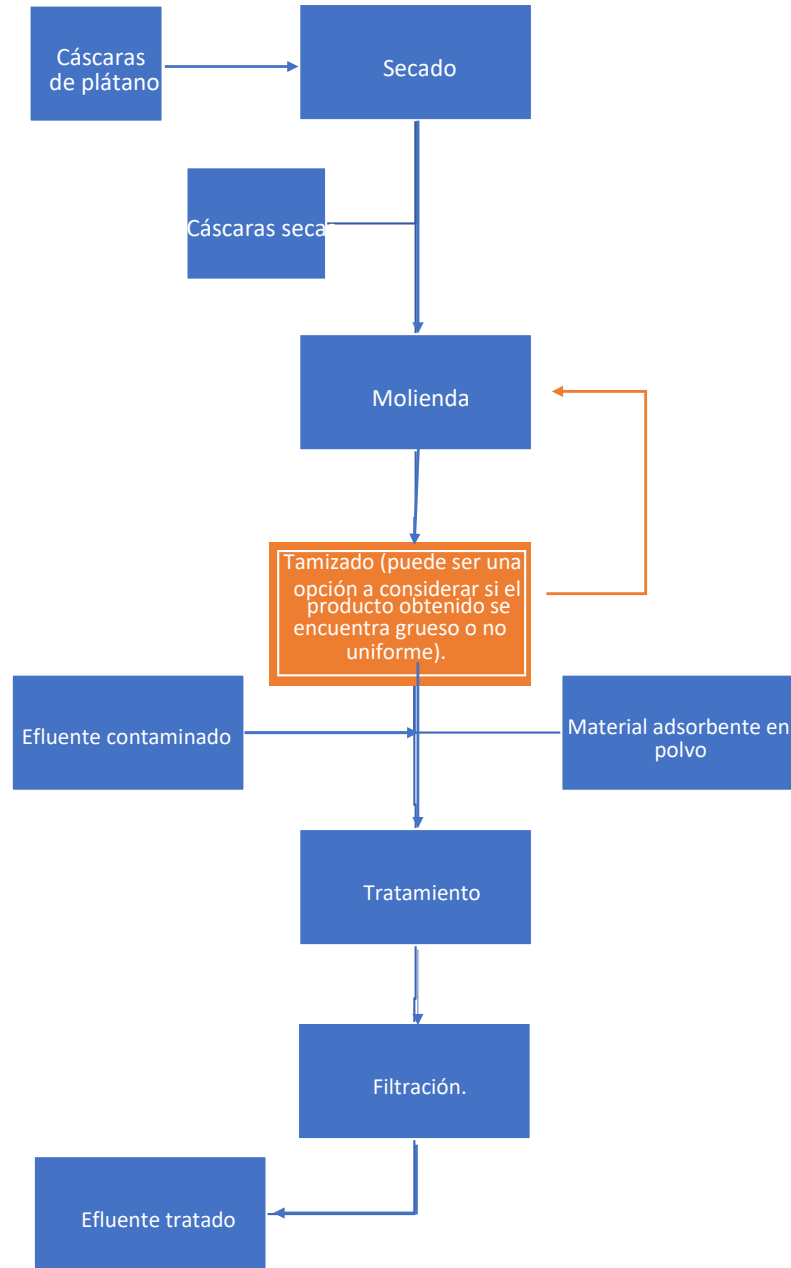 Cáscaras
de plátano
Secado
Cáscaras seca
Molienda
Tamizado (puede ser una
opción a considerar si el
producto obtenido se
encuentra grueso o no
uniforme).
Efluente contaminado
Material adsorbente en
polvo
Tratamiento
Filtración.
Efluente tratado